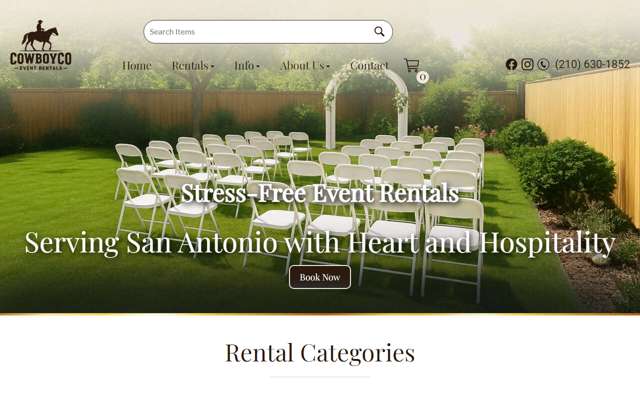 Search Items
COWBOYCO
EVENT RENTALS
Home Rentals Info About Us Contact 0 (210) 630-1852
Stress-Free Event Rentals
Serving San Antonio with Heart and Hospitality
Book Now
Rental Categories